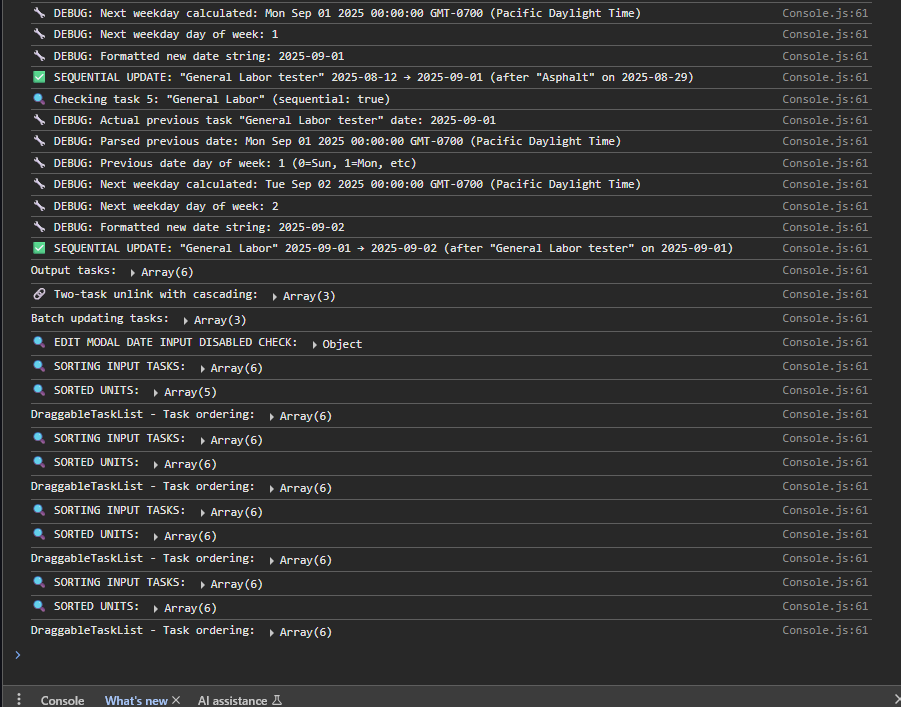 DEBUG: Next weekday calculated: Mon Sep 01 2025 00:00:00 GMT-0700 (Pacific Daylight Time) Console.js:61
DEBUG: Next weekday day of week: 1 Console.js:61
DEBUG: Formatted new date string: 2025-09-01 Console.js:61
SEQUENTIAL UPDATE: "General Labor tester" 2025-08-12 → 2025-09-01 (after "Asphalt" on 2025-08-29) Console.js:61
Checking task 5: "General Labor" (sequential: true) Console.js:61
DEBUG: Actual previous task "General Labor tester" date: 2025-09-01 Console.js:61
DEBUG: Parsed previous date: Mon Sep 01 2025 00:00:00 GMT-0700 (Pacific Daylight Time) Console.js:61
DEBUG: Previous date day of week: 1 (0=Sun, 1=Mon, etc) Console.js:61
DEBUG: Next weekday calculated: Tue Sep 02 2025 00:00:00 GMT-0700 (Pacific Daylight Time) Console.js:61
DEBUG: Next weekday day of week: 2 Console.js:61
DEBUG: Formatted new date string: 2025-09-02 Console.js:61
SEQUENTIAL UPDATE: "General Labor" 2025-09-01 → 2025-09-02 (after "General Labor tester" on 2025-09-01) Console.js:61
Output tasks: Array(6) Console.js:61
Two-task unlink with cascading: Array(3) Console.js:61
Batch updating tasks: Array(3) Console.js:61
EDIT MODAL DATE INPUT DISABLED CHECK: Object Console.js:61
SORTING INPUT TASKS: Array(6) Console.js:61
SORTED UNITS: Array(5) Console.js:61
DraggableTaskList - Task ordering: Array(6) Console.js:61
SORTING INPUT TASKS: Array(6) Console.js:61
SORTED UNITS: Array(6) Console.js:61
DraggableTaskList - Task ordering: Array(6) Console.js:61
SORTING INPUT TASKS: Array(6) Console.js:61
SORTED UNITS: Array(6) Console.js:61
DraggableTaskList - Task ordering: Array(6) Console.js:61
SORTING INPUT TASKS: Array(6) Console.js:61
SORTED UNITS: Array(6) Console.js:61
DraggableTaskList - Task ordering: Array(6) Console.js:61
Console What's new AI assistance